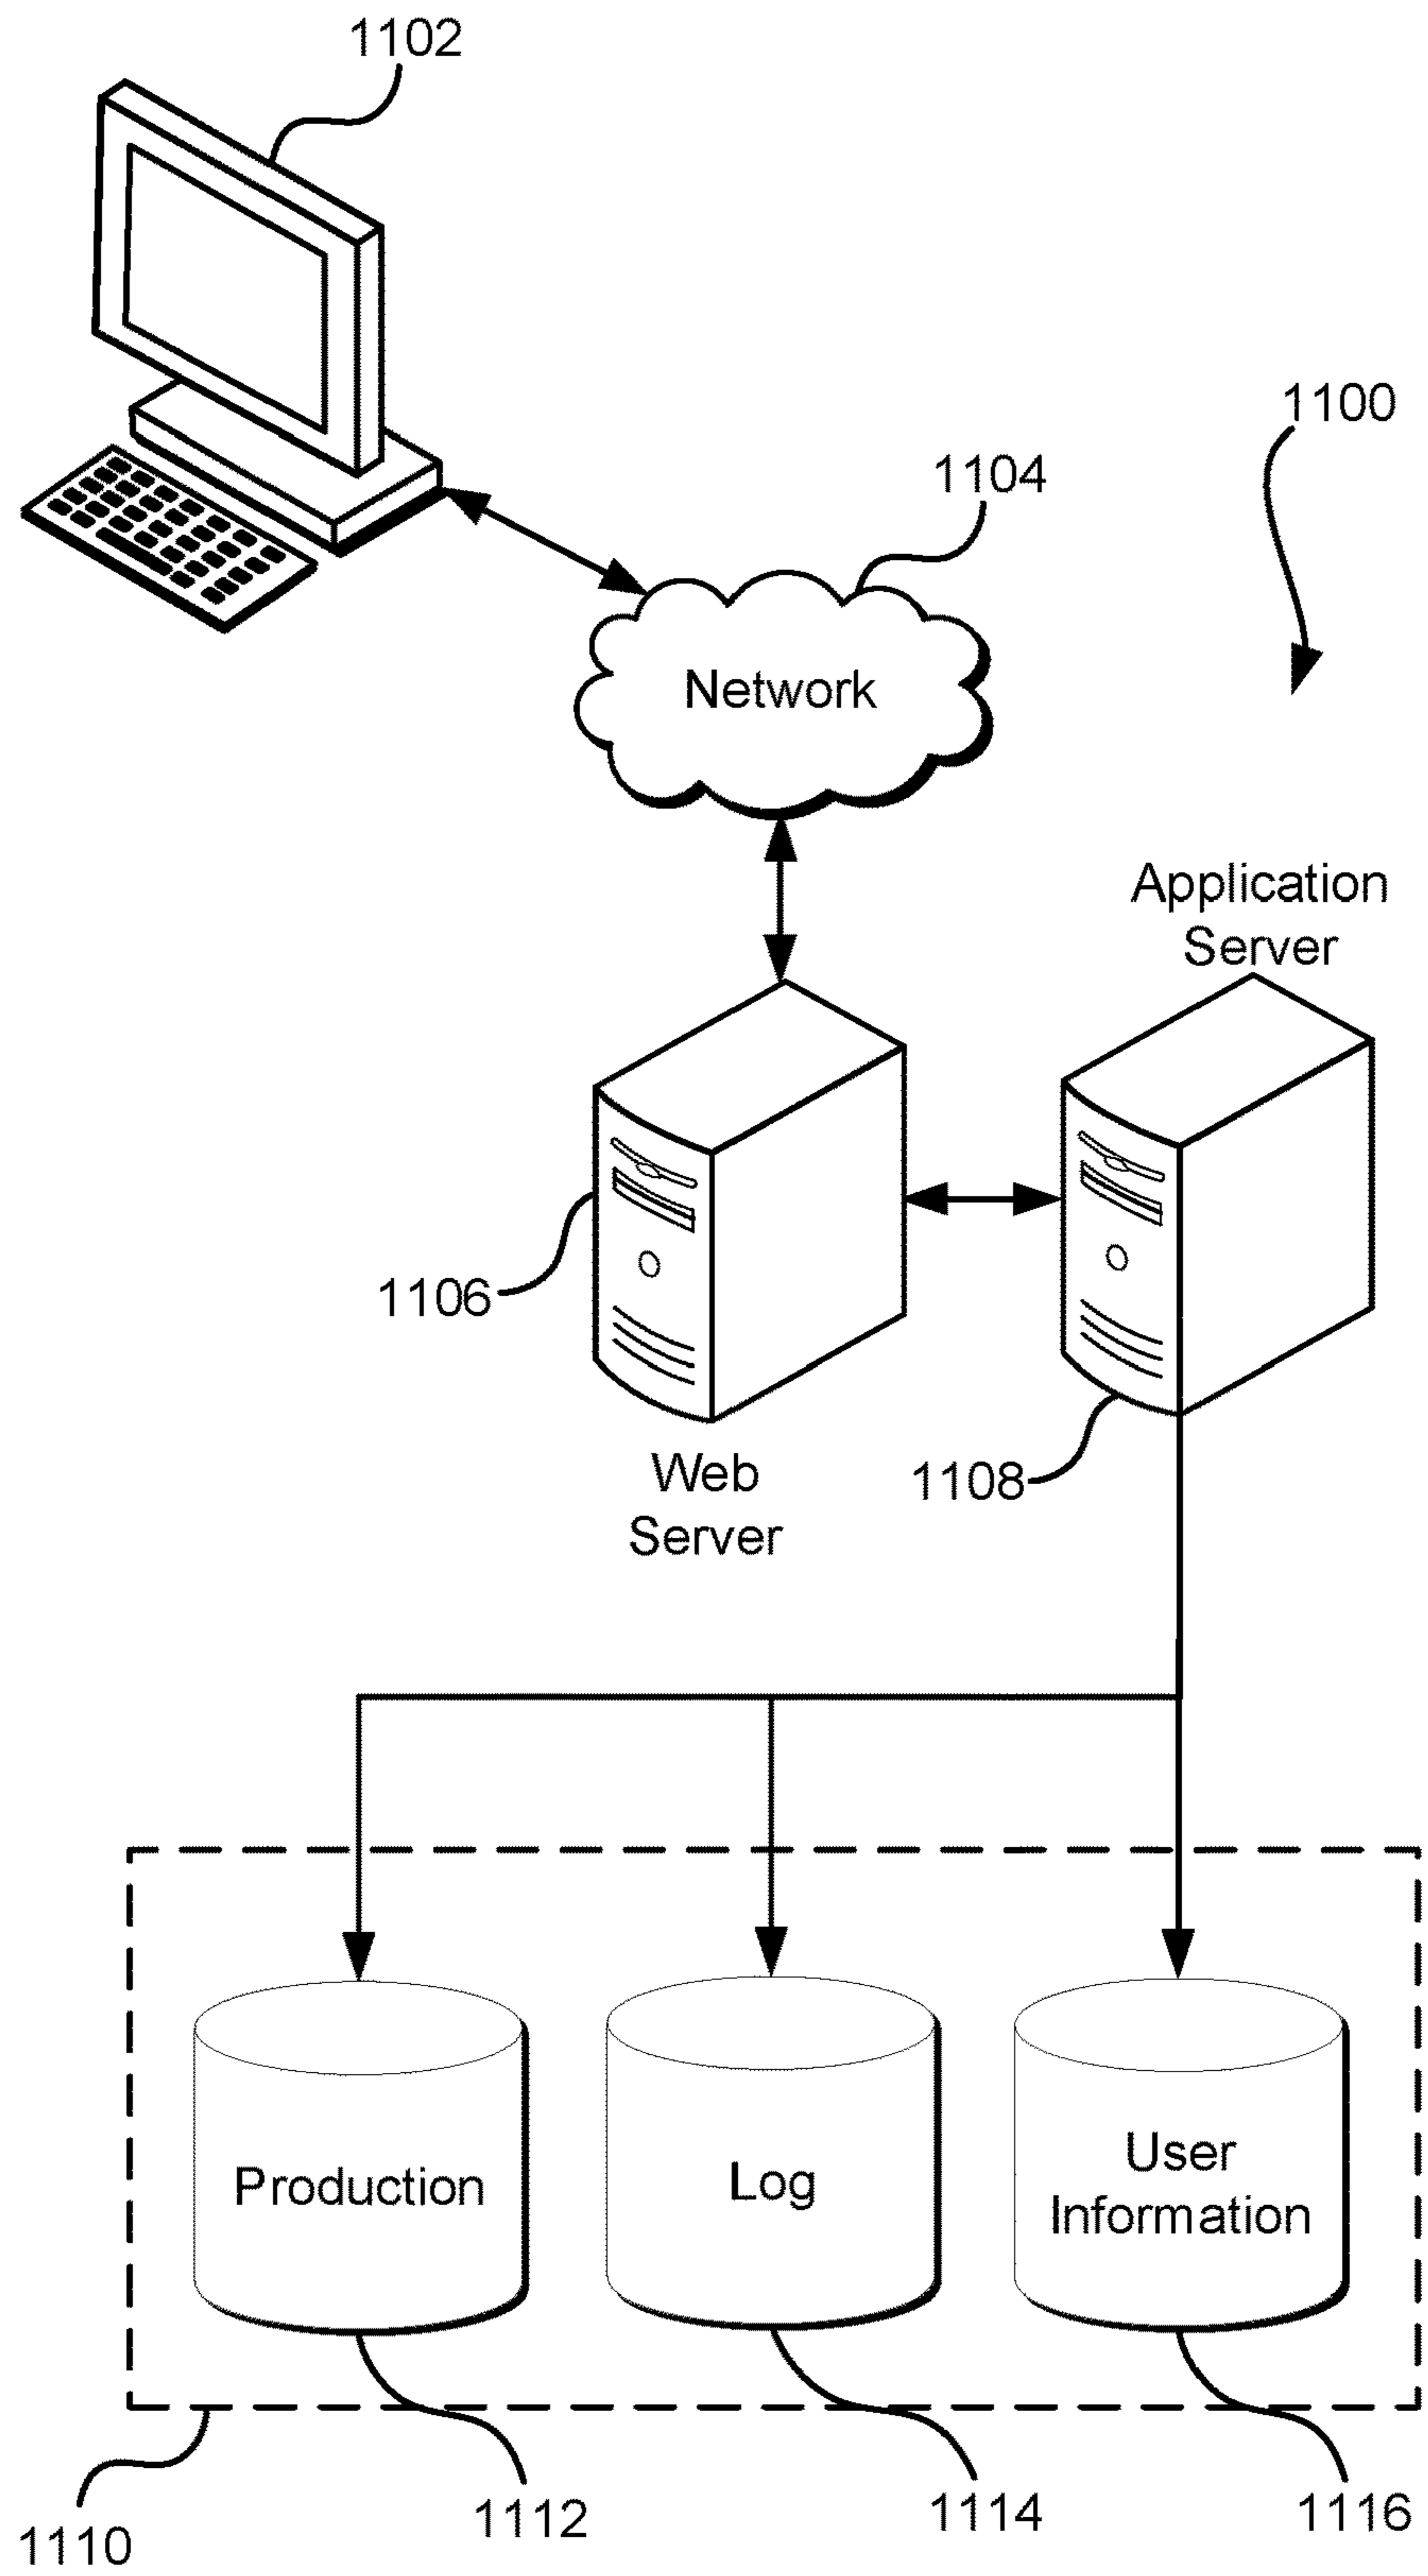 1102
1100
1104
Network
Application
Server
1106
Web
Server
1108
Production
Log
User
Information
1110
1112
1114
1116